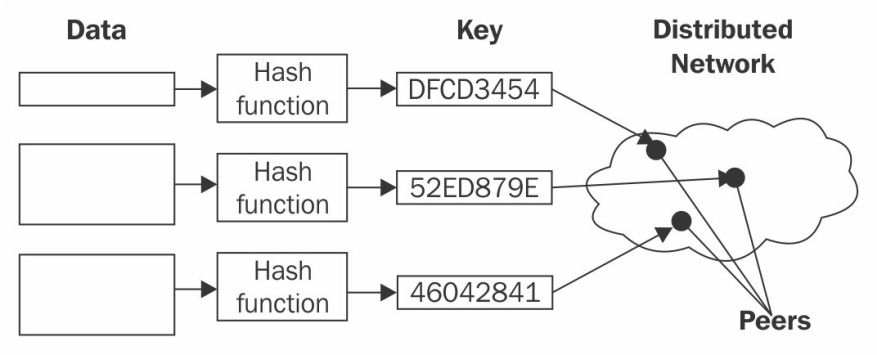 Data
Key
Distributed
Network
Hash
function
DFCD3454
Hash
function
52ED879E
Hash
function
46042841
Peers